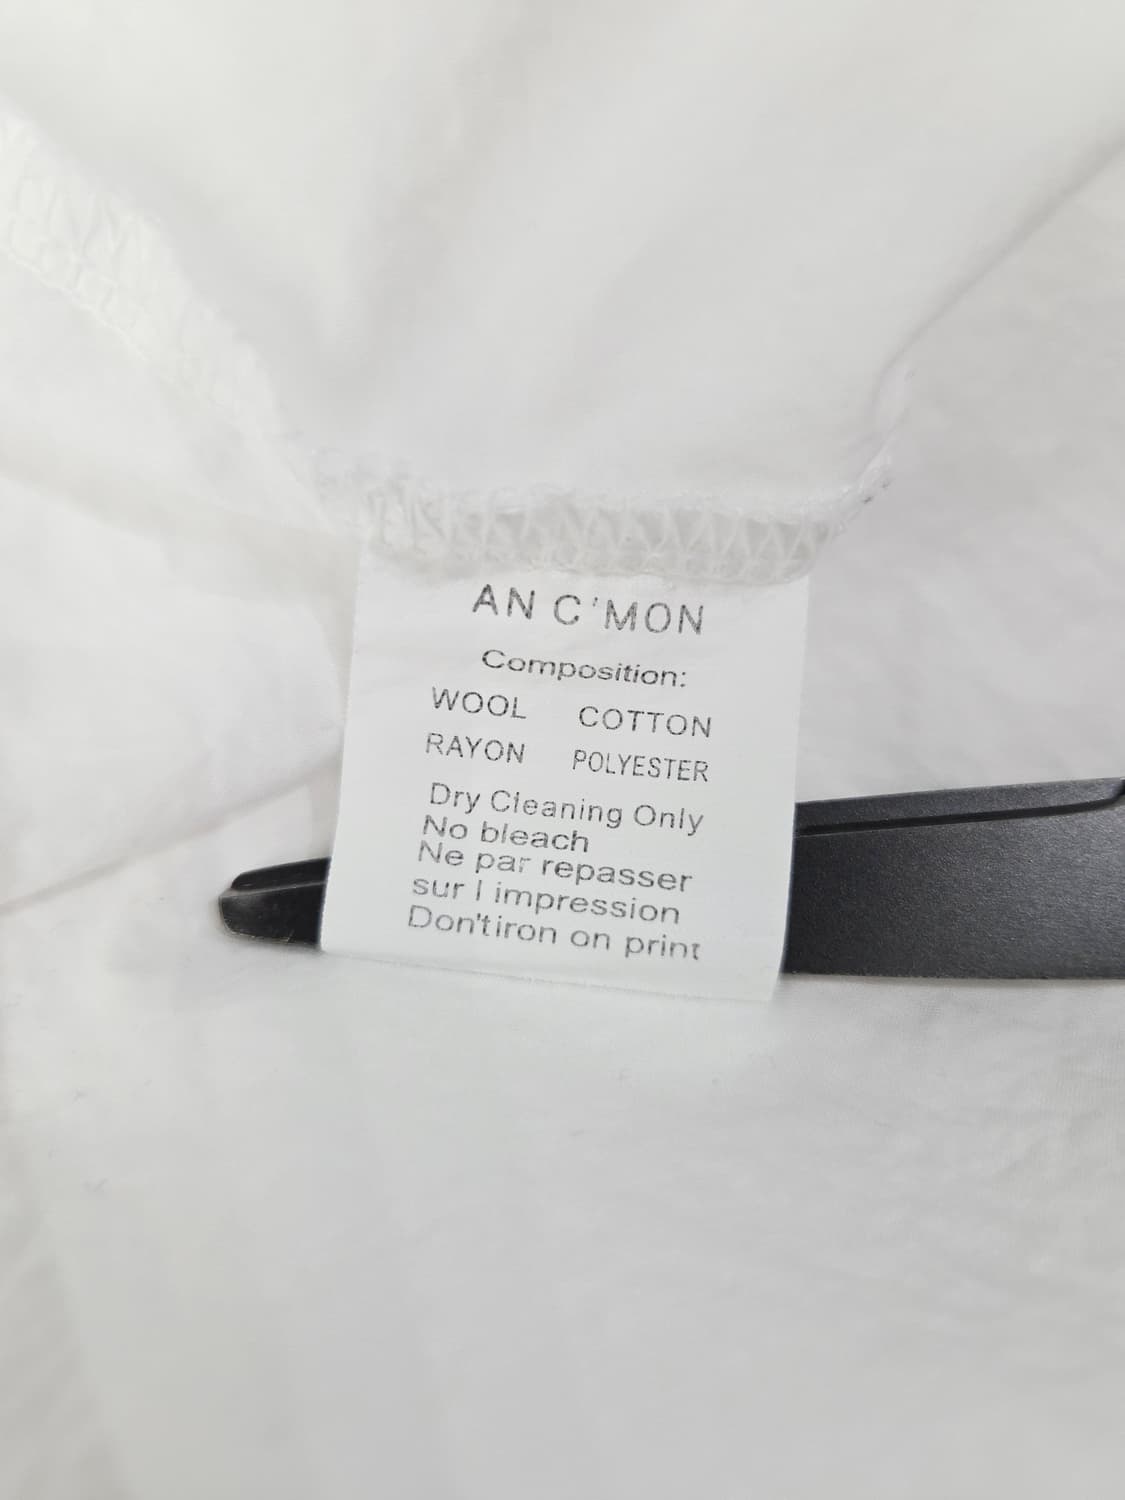 AN C'MON
Composition:
WOOL COTTON
RAYON POLYESTER
Dry Cleaning Only
No bleach
Ne par repasser
sur l impression
Don'tiron on print